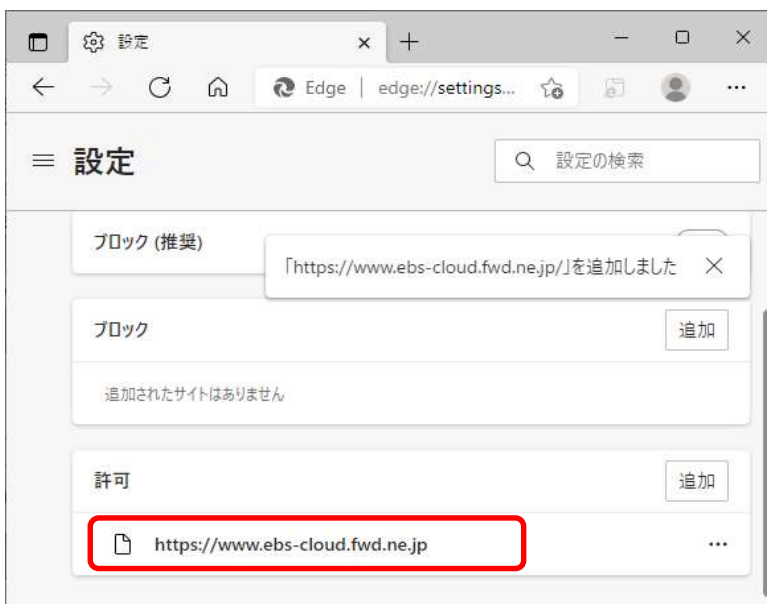 設定
Edge | edge://settings...
設定
設定の検索
ブロック (推奨)
「https://www.ebs-cloud.fwd.ne.jp/」を追加しました
ブロック
追加
追加されたサイトはありません
許可
追加
https://www.ebs-cloud.fwd.ne.jp